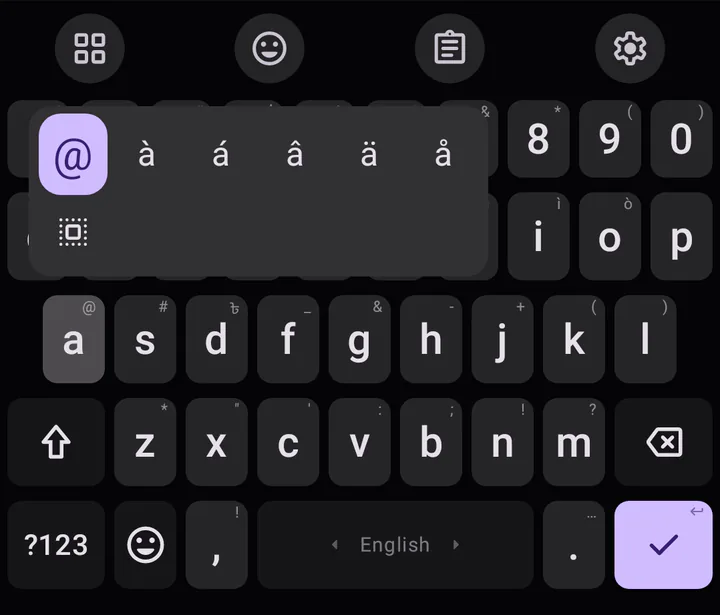 & * ( )
8 9 0
@ à á â ä å
ì ò
i o p
@ # ъ _ & - + ( )
a s d f g h j k l
* " ' : ; ! ?
z x c v b n m
! …
?123 , English .